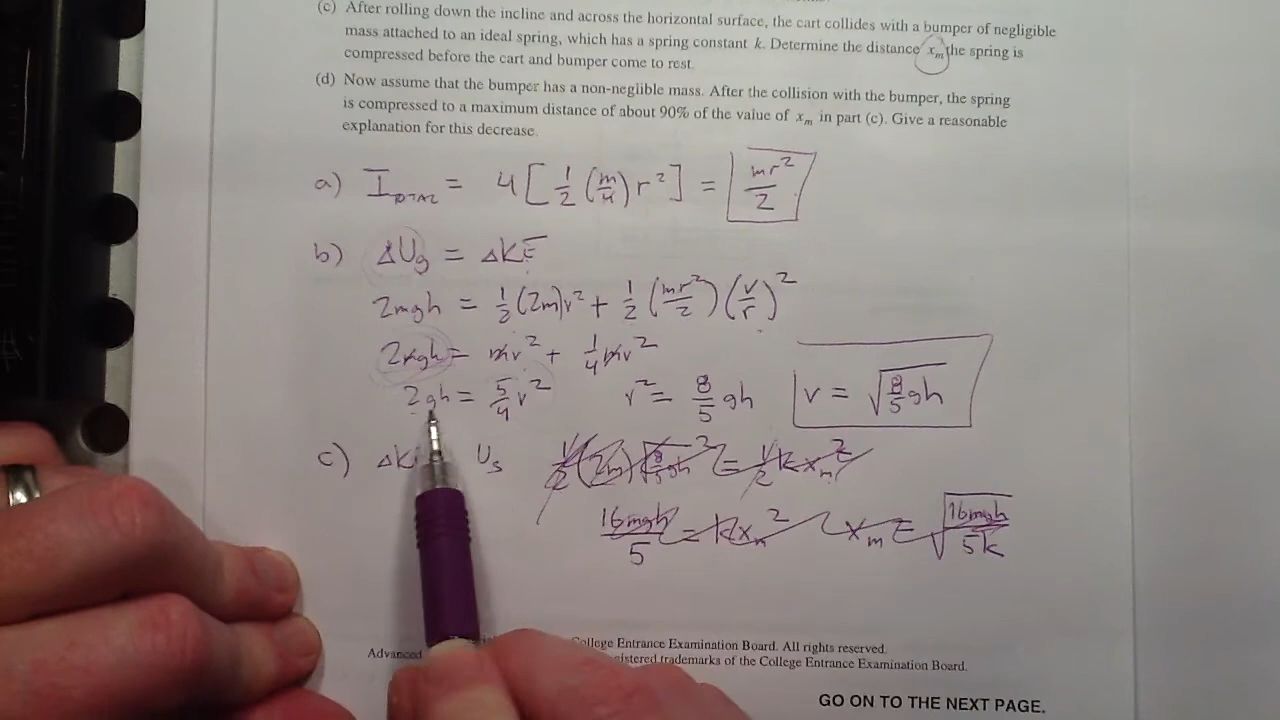 (c) After rolling down the incline and across the horizontal surface, the cart collides with a bumper of negligible
mass attached to an ideal spring, which has a spring constant k. Determine the distance xₘ the spring is
compressed before the cart and bumper come to rest.
(d) Now assume that the bumper has a non-neglible mass. After the collision with the bumper, the spring
is compressed to a maximum distance of about 90% of the value of xₘ in part (c). Give a reasonable
explanation for this decrease.
a) I_TOTAL = 4[½(m/4)r²] = mr²/2
b) ΔUg = ΔKE
2mgh = ½(2m)v² + ½(mr²/2)(v/r)²
2mgh = mv² + ¼mv²
2gh = 5/4 v² v² = 8/5 gh v = √(8/5 gh)
c) ΔK Us ½(2m)√(8/5 gh)² = ½kxₘ²
16mgh/5 = kxₘ² xₘ = √(16mgh/5k)
College Entrance Examination Board. All rights reserved.
Advanced trademarks of the College Entrance Examination Board.
GO ON TO THE NEXT PAGE.